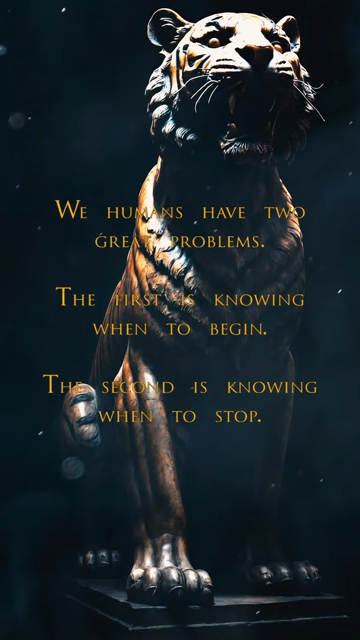 We humans have two
great problems.
The first is knowing
when to begin.
The second is knowing
when to stop.